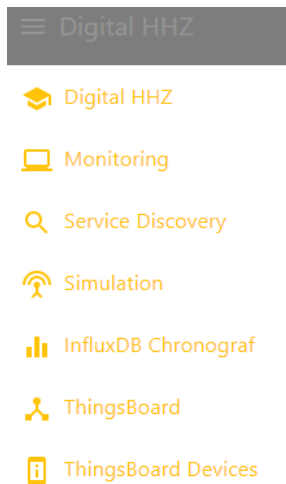 Digital HHZ
Digital HHZ
Monitoring
Service Discovery
Simulation
InfluxDB Chronograf
ThingsBoard
ThingsBoard Devices